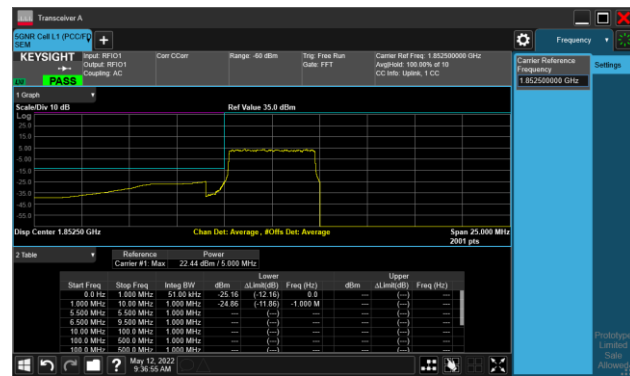 Transceiver A
5GNR Cell L1 (PCC/FD
SEM
Frequency
KEYSIGHT
Input: RFIO1
Output: RFIO1
Coupling: AC
Corr CCorr
Range: -60 dBm
Trig: Free Run
Gate: FFT
Carrier Ref Freq: 1.852500000 GHz
Avg|Hold: 100.00% of 10
CC Info: Uplink, 1 CC
PASS
Carrier Reference
Frequency
1.852500000 GHz
Settings
1 Graph
Scale/Div 10 dB
Ref Value 35.0 dBm
Log
25.0
15.0
5.00
-5.00
-15.0
-25.0
-35.0
-45.0
-55.0
Disp Center 1.85250 GHz
Chan Det: Average , #Offs Det: Average
Span 25.000 MHz
2001 pts
2 Table
Reference Power
Carrier #1: Max 22.44 dBm / 5.000 MHz
Lower Upper
Start Freq Stop Freq Integ BW dBm ΔLimit(dB) Freq (Hz) dBm ΔLimit(dB) Freq (Hz)
0.0 Hz 1.000 MHz 51.00 kHz -25.16 (-12.16) 0.0 --- (---) ---
1.000 MHz 10.00 MHz 1.000 MHz -24.86 (-11.86) -1.000 M --- (---) ---
5.500 MHz 5.500 MHz 1.000 MHz --- (---) --- --- (---) ---
6.500 MHz 9.500 MHz 1.000 MHz --- (---) --- --- (---) ---
10.00 MHz 100.0 MHz 1.000 MHz --- (---) --- --- (---) ---
100.0 MHz 500.0 MHz 1.000 MHz --- (---) --- --- (---) ---
100.0 MHz 500.0 MHz 1.000 MHz --- (---) --- --- (---) ---
Prototype
Limited
Sale
Allowed
May 12, 2022
9:36:55 AM